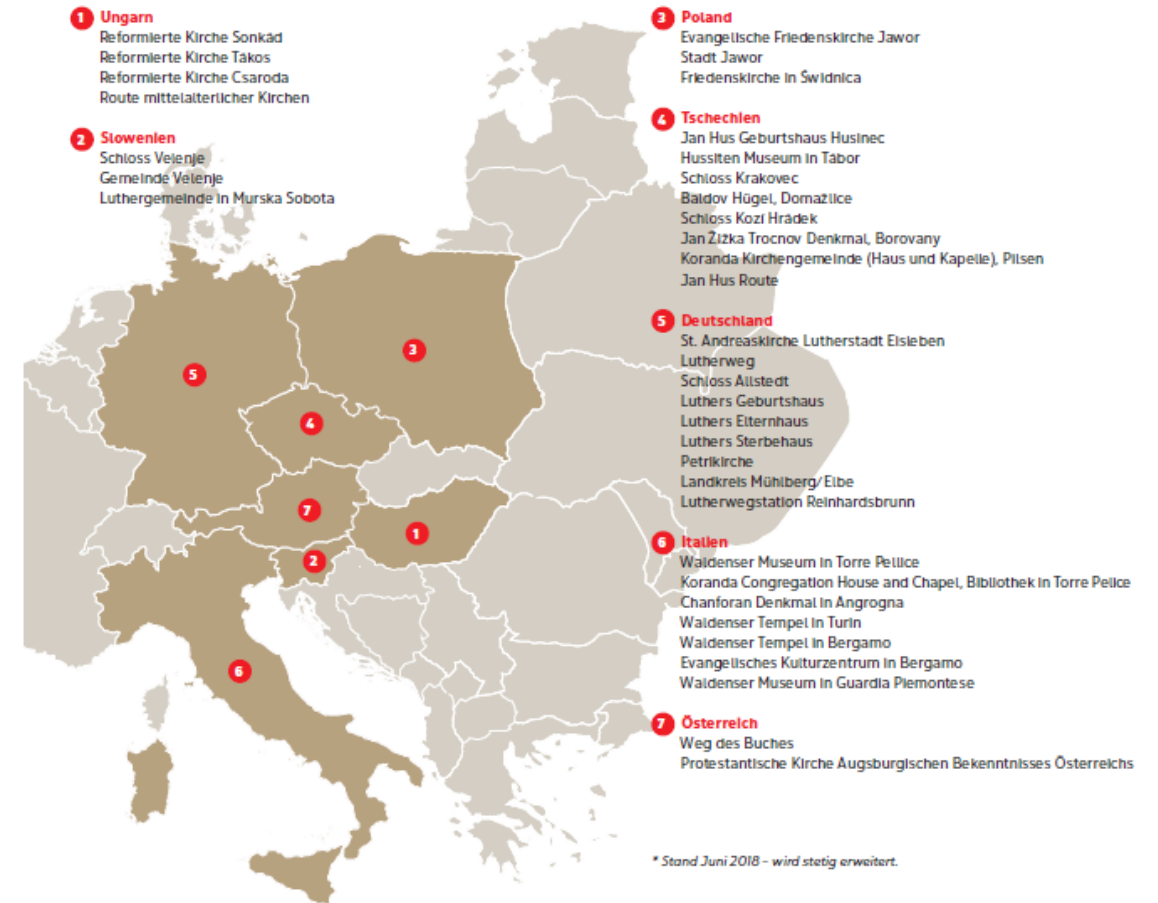 1 Ungarn
Reformierte Kirche Sonkád
Reformierte Kirche Tákos
Reformierte Kirche Csaroda
Route mittelalterlicher Kirchen
2 Slowenien
Schloss Velenje
Gemeinde Velenje
Luthergemeinde in Murska Sobota
3 Poland
Evangelische Friedenskirche Jawor
Stadt Jawor
Friedenskirche in Świdnica
4 Tschechien
Jan Hus Geburtshaus Husinec
Hussiten Museum in Tábor
Schloss Krakovec
Baldov Hügel, Domažlice
Schloss Kozí Hrádek
Jan Žižka Trocnov Denkmal, Borovany
Koranda Kirchengemeinde (Haus und Kapelle), Pilsen
Jan Hus Route
5 Deutschland
St. Andreaskirche Lutherstadt Eisleben
Lutherweg
Schloss Allstedt
Luthers Geburtshaus
Luthers Elternhaus
Luthers Sterbehaus
Petrikirche
Landkreis Mühlberg/Elbe
Lutherwegstation Reinhardsbrunn
6 Italien
Waldenser Museum in Torre Pellice
Koranda Congregation House and Chapel, Bibliothek in Torre Pelice
Chanforan Denkmal in Angrogna
Waldenser Tempel in Turin
Waldenser Tempel in Bergamo
Evangelisches Kulturzentrum in Bergamo
Waldenser Museum in Guardia Piemontese
7 Österreich
Weg des Buches
Protestantische Kirche Augsburgischen Bekenntnisses Österreichs
* Stand Juni 2018 – wird stetig erweitert.
3
5
4
7
1
2
6